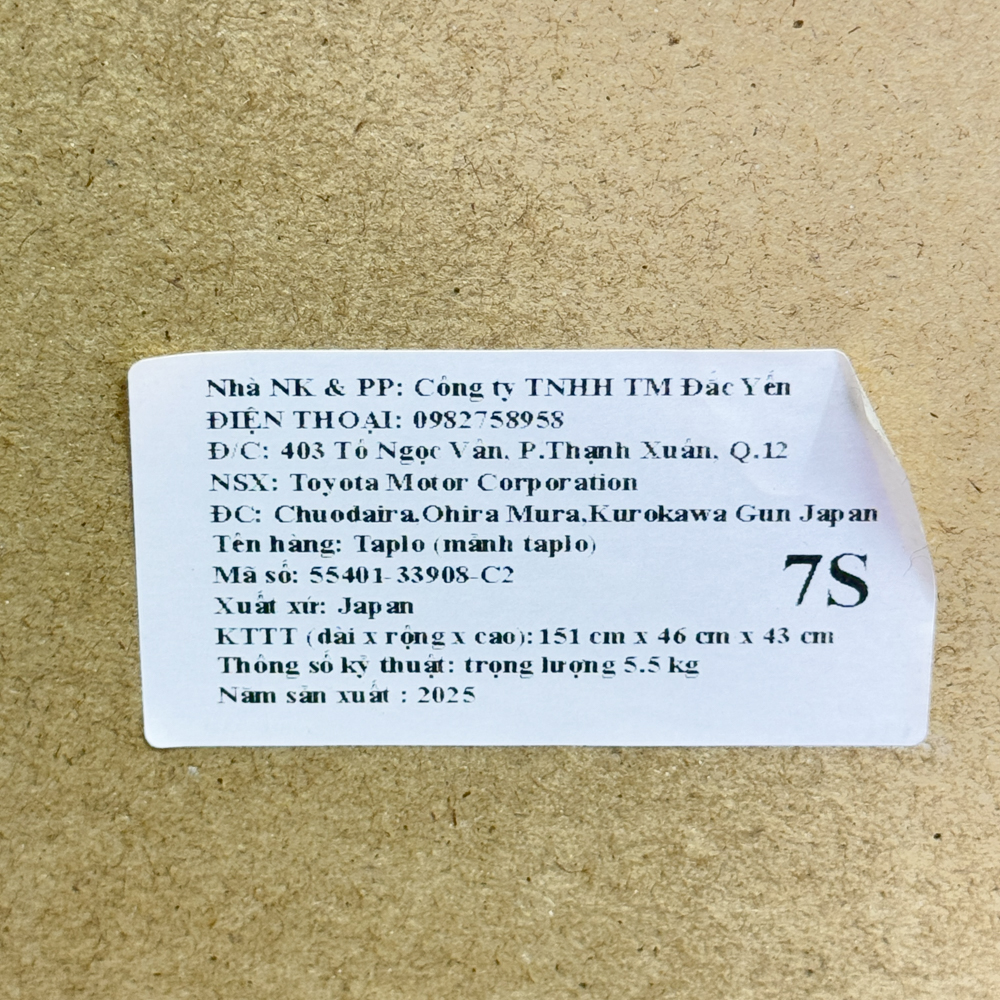 Nhà NK & PP: Công ty TNHH TM Đắc Yến
ĐIỆN THOẠI: 0982758958
Đ/C: 403 Tô Ngọc Vân, P.Thạnh Xuân, Q.12
NSX: Toyota Motor Corporation
ĐC: Chuodaira,Ohira Mura,Kurokawa Gun Japan
Tên hàng: Taplo (mảnh taplo)
Mã số: 55401-33908-C2
7S
Xuất xứ: Japan
KTTT (dài x rộng x cao):151 cm x 46 cm x 43 cm
Thông số kỹ thuật: trọng lượng 5.5 kg
Năm sản xuất : 2025